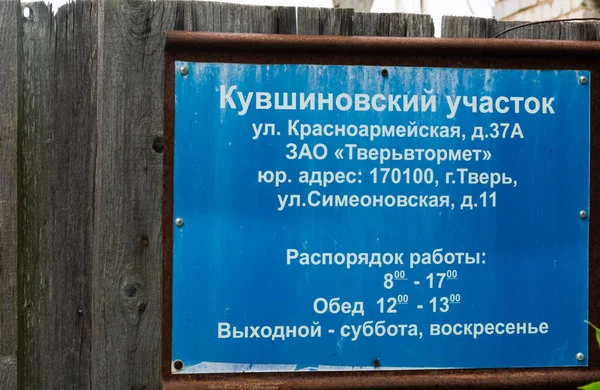 Кувшиновский участок
ул. Красноармейская, д.37А
ЗАО «Тверьвтормет»
юр. адрес: 170100, г.Тверь,
ул.Симеоновская, д.11
Распорядок работы:
8⁰⁰ - 17⁰⁰
Обед 12⁰⁰ - 13⁰⁰
Выходной - суббота, воскресенье